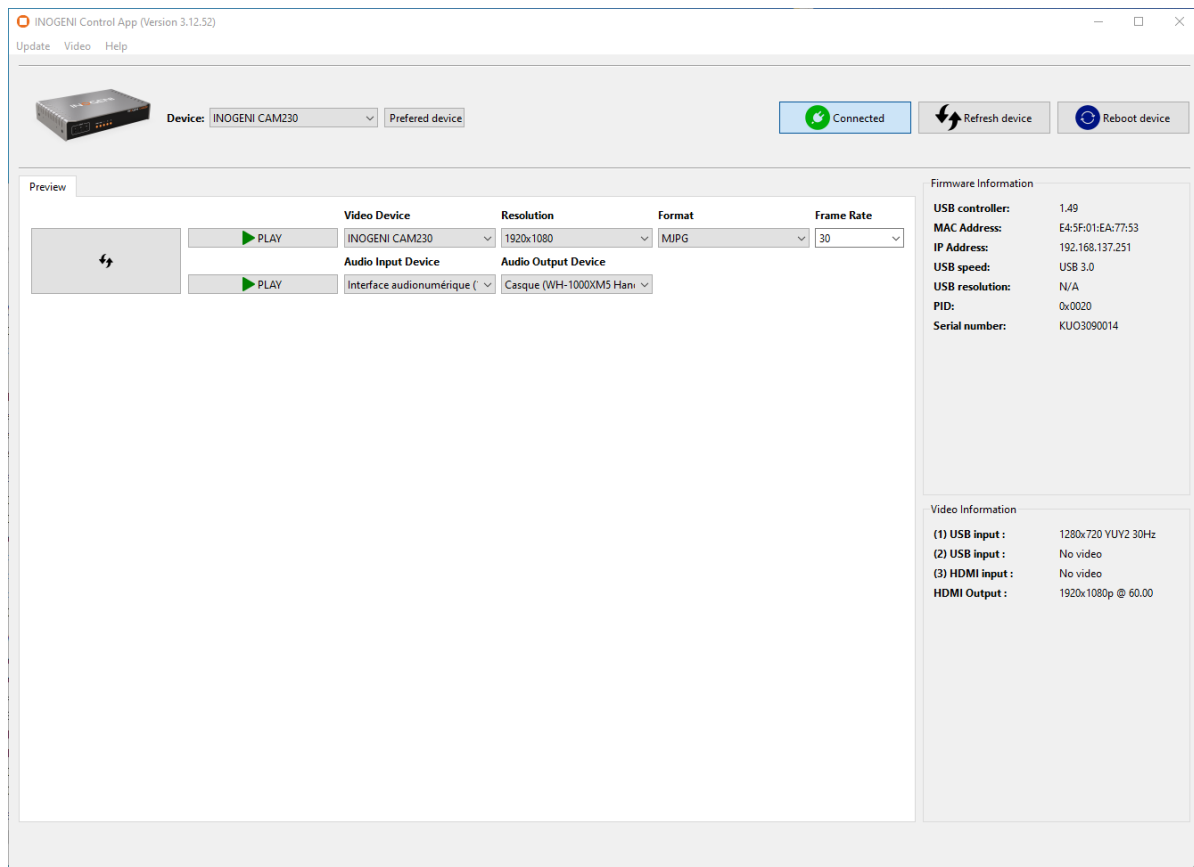 INOGENI Control App (Version 3.12.52)
Update Video Help
INOGENI
Device: INOGENI CAM230 Prefered device Connected Refresh device Reboot device
Preview
Video Device Resolution Format Frame Rate
PLAY INOGENI CAM230 1920x1080 MJPG 30
Audio Input Device Audio Output Device
PLAY Interface audionumérique ( Casque (WH-1000XM5 Han
Firmware Information
USB controller: 1.49
MAC Address: E4:5F:01:EA:77:53
IP Address: 192.168.137.251
USB speed: USB 3.0
USB resolution: N/A
PID: 0x0020
Serial number: KUO3090014
Video Information
(1) USB input : 1280x720 YUY2 30Hz
(2) USB input : No video
(3) HDMI input : No video
HDMI Output : 1920x1080p @ 60.00